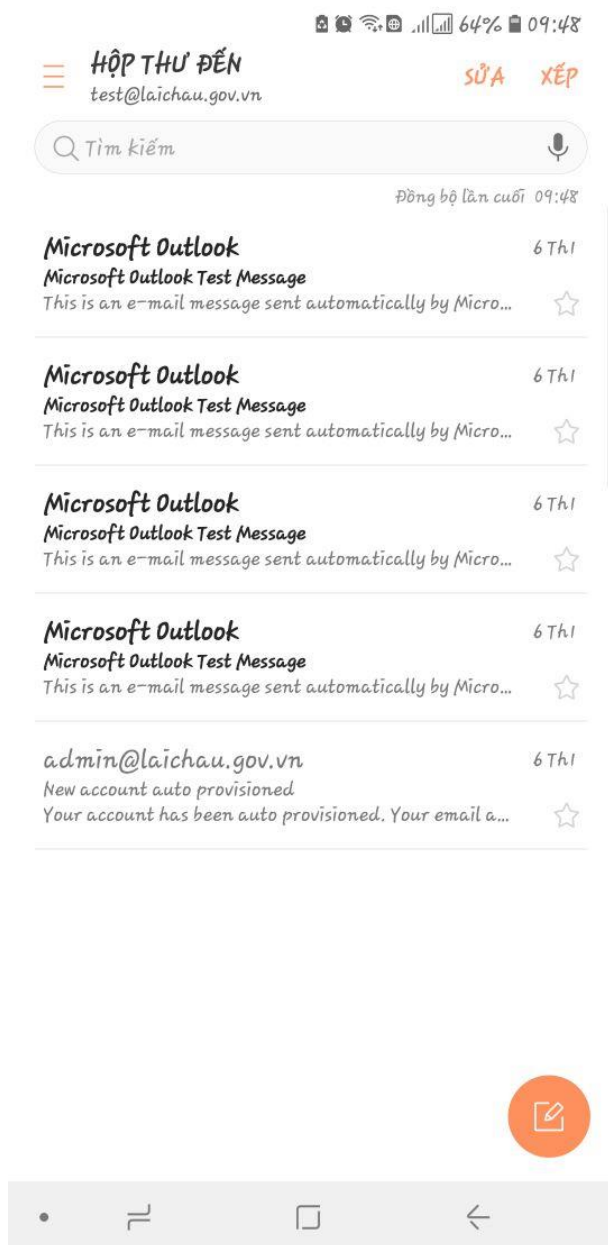 64% 09:48
HỘP THƯ ĐẾN
test@laichau.gov.vn
SỬA XẾP
Tìm kiếm
Đồng bộ lần cuối 09:48
Microsoft Outlook 6 Th1
Microsoft Outlook Test Message
This is an e-mail message sent automatically by Micro...
Microsoft Outlook 6 Th1
Microsoft Outlook Test Message
This is an e-mail message sent automatically by Micro...
Microsoft Outlook 6 Th1
Microsoft Outlook Test Message
This is an e-mail message sent automatically by Micro...
Microsoft Outlook 6 Th1
Microsoft Outlook Test Message
This is an e-mail message sent automatically by Micro...
admin@laichau.gov.vn 6 Th1
New account auto provisioned
Your account has been auto provisioned. Your email a...